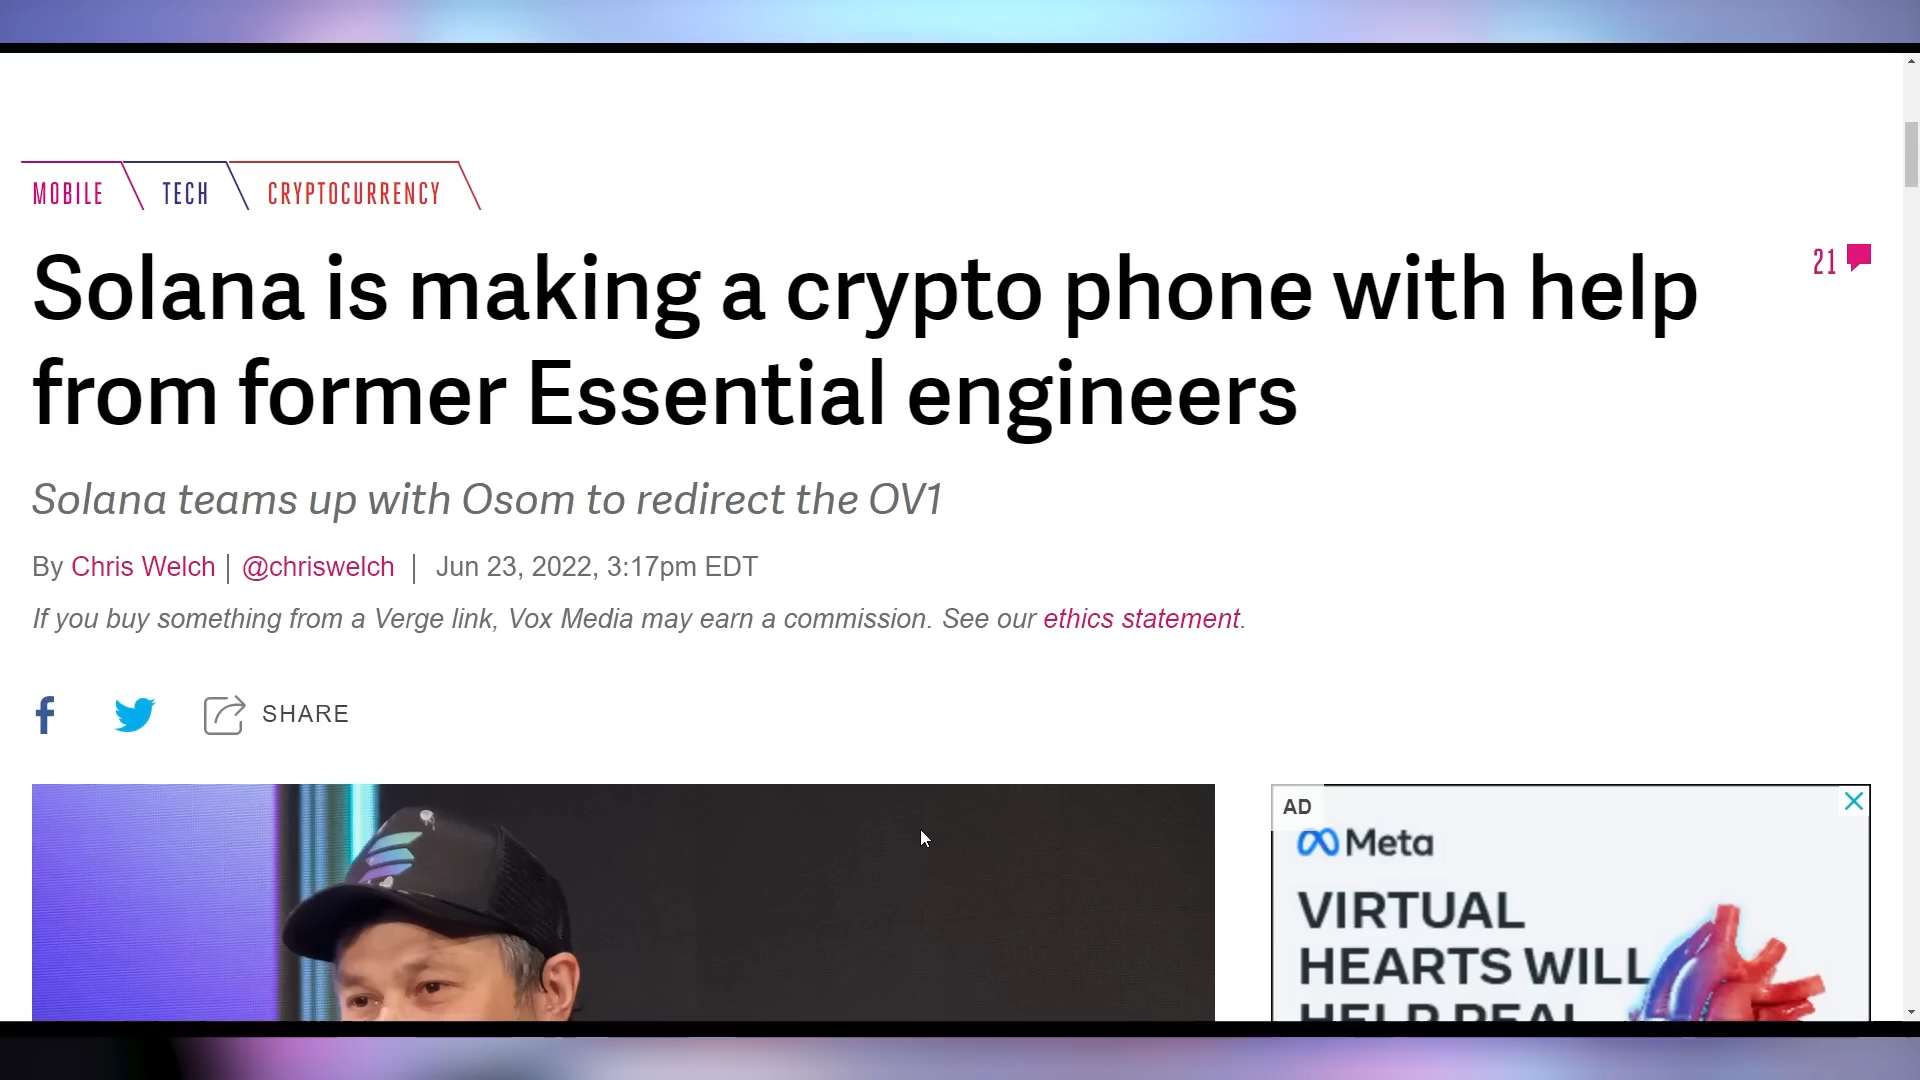 MOBILE
TECH
CRYPTOCURRENCY
Solana is making a crypto phone with help
from former Essential engineers
21
Solana teams up with Osom to redirect the OV1
By Chris Welch | @chriswelch | Jun 23, 2022, 3:17pm EDT
If you buy something from a Verge link, Vox Media may earn a commission. See our ethics statement.
SHARE
AD
Meta
VIRTUAL
HEARTS WILL
HELP REAL